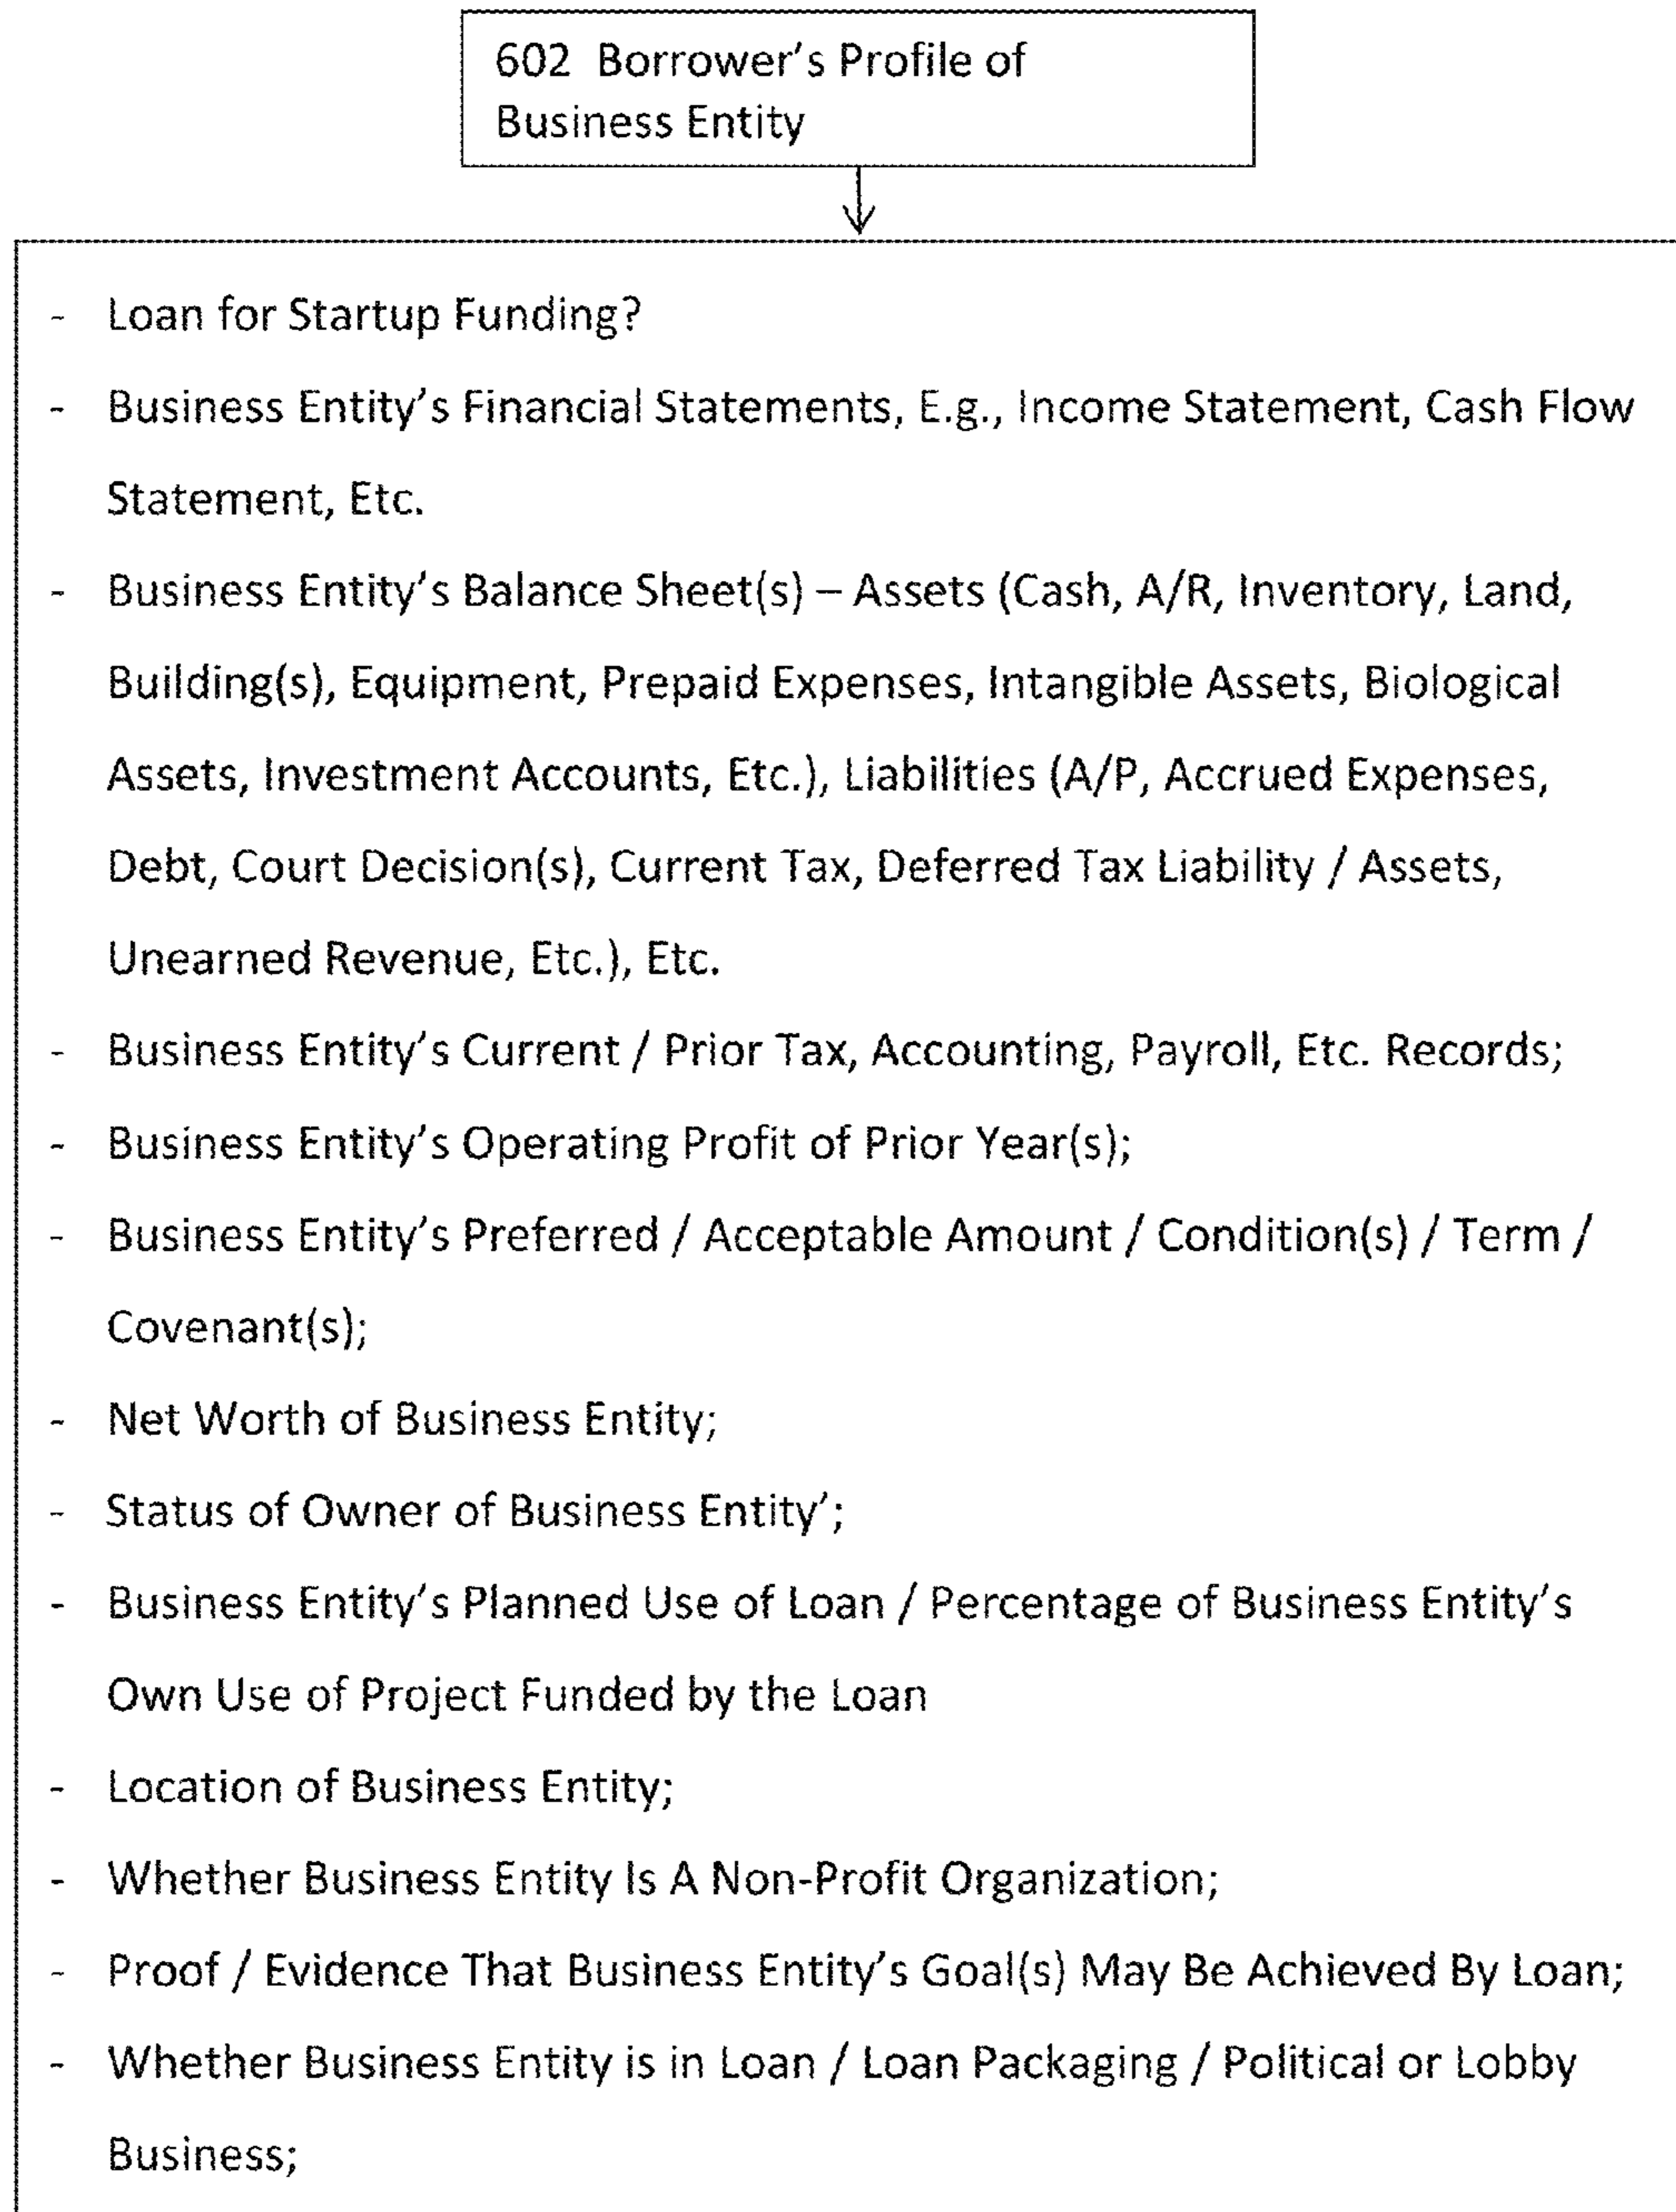 602 Borrower's Profile of
Business Entity
- Loan for Startup Funding?
- Business Entity's Financial Statements, E.g., Income Statement, Cash Flow
Statement, Etc.
- Business Entity's Balance Sheet(s) – Assets (Cash, A/R, Inventory, Land,
Building(s), Equipment, Prepaid Expenses, Intangible Assets, Biological
Assets, Investment Accounts, Etc.), Liabilities (A/P, Accrued Expenses,
Debt, Court Decision(s), Current Tax, Deferred Tax Liability / Assets,
Unearned Revenue, Etc.), Etc.
- Business Entity's Current / Prior Tax, Accounting, Payroll, Etc. Records;
- Business Entity's Operating Profit of Prior Year(s);
- Business Entity's Preferred / Acceptable Amount / Condition(s) / Term /
Covenant(s);
- Net Worth of Business Entity;
- Status of Owner of Business Entity';
- Business Entity's Planned Use of Loan / Percentage of Business Entity's
Own Use of Project Funded by the Loan
- Location of Business Entity;
- Whether Business Entity Is A Non-Profit Organization;
- Proof / Evidence That Business Entity's Goal(s) May Be Achieved By Loan;
- Whether Business Entity is in Loan / Loan Packaging / Political or Lobby
Business;